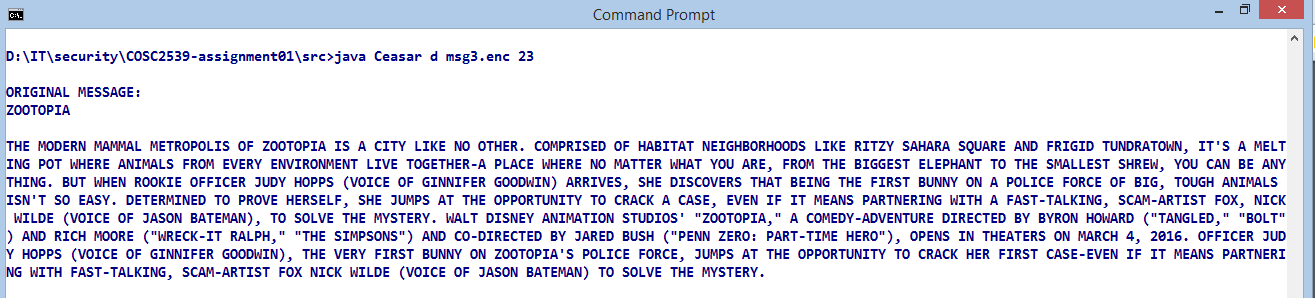 Command Prompt
D:\IT\security\COSC2539-assignment01\src>java Ceasar d msg3.enc 23
ORIGINAL MESSAGE:
ZOOTOPIA
THE MODERN MAMMAL METROPOLIS OF ZOOTOPIA IS A CITY LIKE NO OTHER. COMPRISED OF HABITAT NEIGHBORHOODS LIKE RITZY SAHARA SQUARE AND FRIGID TUNDRATOWN, IT'S A MELT
ING POT WHERE ANIMALS FROM EVERY ENVIRONMENT LIVE TOGETHER-A PLACE WHERE NO MATTER WHAT YOU ARE, FROM THE BIGGEST ELEPHANT TO THE SMALLEST SHREW, YOU CAN BE ANY
THING. BUT WHEN ROOKIE OFFICER JUDY HOPPS (VOICE OF GINNIFER GOODWIN) ARRIVES, SHE DISCOVERS THAT BEING THE FIRST BUNNY ON A POLICE FORCE OF BIG, TOUGH ANIMALS
ISN'T SO EASY. DETERMINED TO PROVE HERSELF, SHE JUMPS AT THE OPPORTUNITY TO CRACK A CASE, EVEN IF IT MEANS PARTNERING WITH A FAST-TALKING, SCAM-ARTIST FOX, NICK
 WILDE (VOICE OF JASON BATEMAN), TO SOLVE THE MYSTERY. WALT DISNEY ANIMATION STUDIOS' "ZOOTOPIA," A COMEDY-ADVENTURE DIRECTED BY BYRON HOWARD ("TANGLED," "BOLT"
) AND RICH MOORE ("WRECK-IT RALPH," "THE SIMPSONS") AND CO-DIRECTED BY JARED BUSH ("PENN ZERO: PART-TIME HERO"), OPENS IN THEATERS ON MARCH 4, 2016. OFFICER JUD
Y HOPPS (VOICE OF GINNIFER GOODWIN), THE VERY FIRST BUNNY ON ZOOTOPIA'S POLICE FORCE, JUMPS AT THE OPPORTUNITY TO CRACK HER FIRST CASE-EVEN IF IT MEANS PARTNERI
NG WITH FAST-TALKING, SCAM-ARTIST FOX NICK WILDE (VOICE OF JASON BATEMAN) TO SOLVE THE MYSTERY.